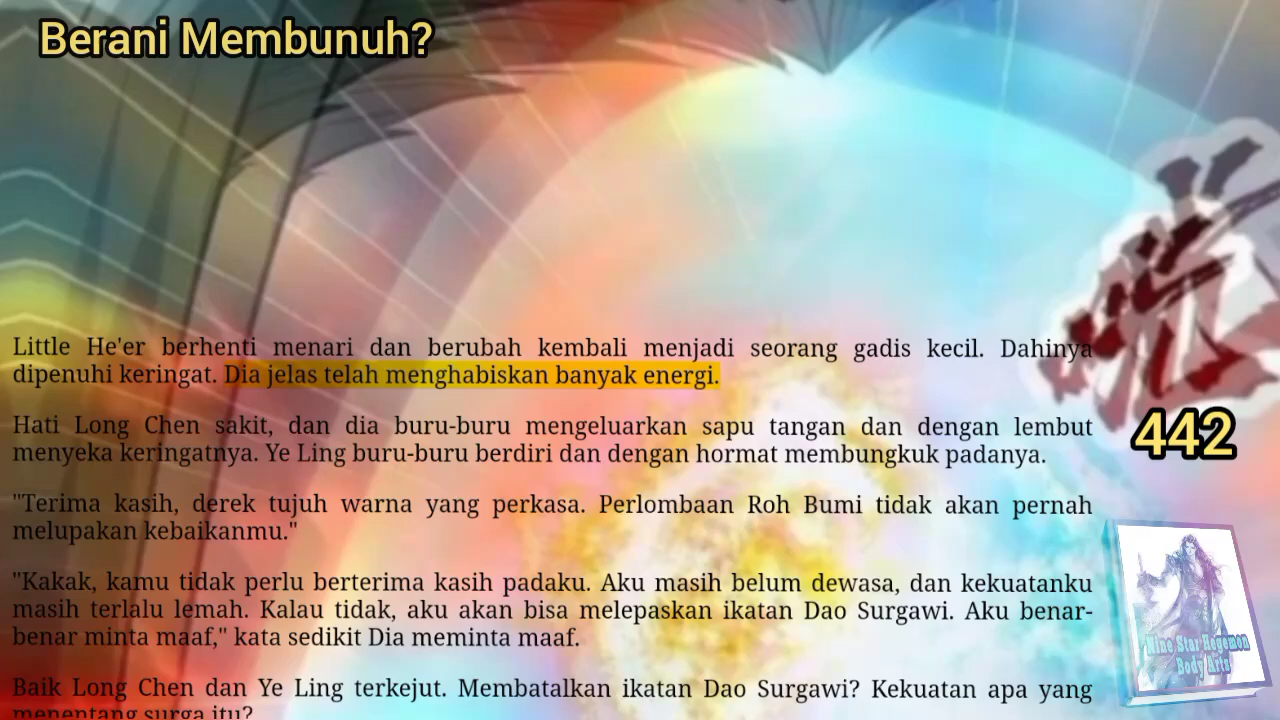 Berani Membunuh?
Little He'er berhenti menari dan berubah kembali menjadi seorang gadis kecil. Dahinya
dipenuhi keringat. Dia jelas telah menghabiskan banyak energi.
Hati Long Chen sakit, dan dia buru-buru mengeluarkan sapu tangan dan dengan lembut
menyeka keringatnya. Ye Ling buru-buru berdiri dan dengan hormat membungkuk padanya.
"Terima kasih, derek tujuh warna yang perkasa. Perlombaan Roh Bumi tidak akan pernah
melupakan kebaikanmu."
"Kakak, kamu tidak perlu berterima kasih padaku. Aku masih belum dewasa, dan kekuatanku
masih terlalu lemah. Kalau tidak, aku akan bisa melepaskan ikatan Dao Surgawi. Aku benar-
benar minta maaf," kata sedikit Dia meminta maaf.
Baik Long Chen dan Ye Ling terkejut. Membatalkan ikatan Dao Surgawi? Kekuatan apa yang
menentang surga itu?
442
Nine Star Hegemon
Body Arts